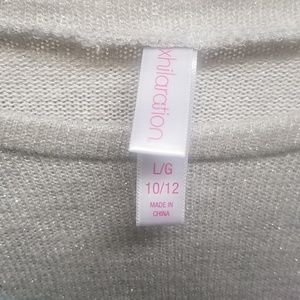 xhilaration
L/G
10/12
MADE IN
CHINA